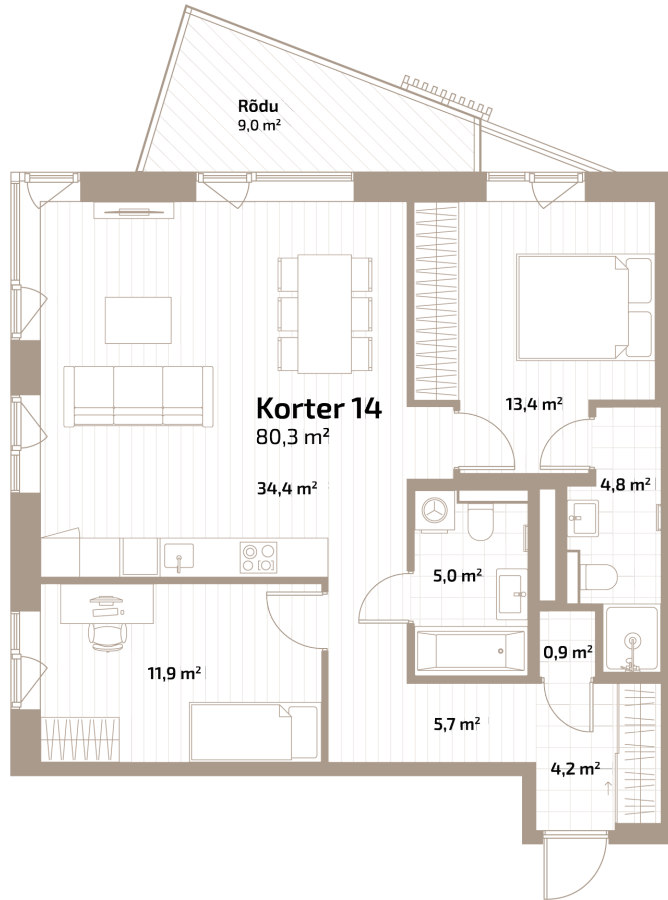 Rõdu
9,0 m²
Korter 14
80,3 m²
13,4 m²
34,4 m²
4,8 m²
5,0 m²
0,9 m²
11,9 m²
5,7 m²
4,2 m²